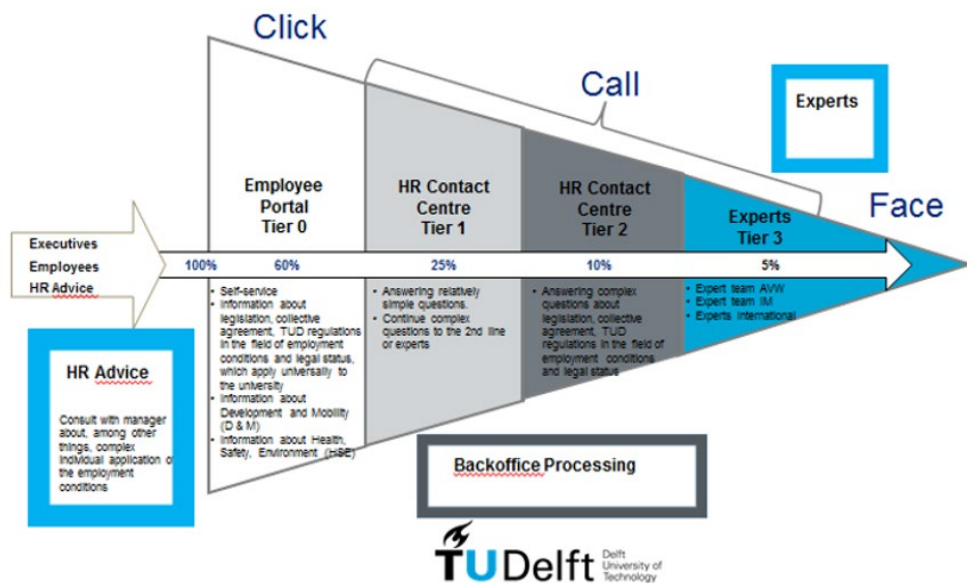 Click
Call
Experts
Face
Employee
Portal
Tier 0
HR Contact
Centre
Tier 1
HR Contact
Centre
Tier 2
Experts
Tier 3
Executives
Employees
HR Advice
100%
60%
25%
10%
5%
• Self-service
• Information about
legislation, collective
agreement, TUD regulations
in the field of employment
conditions and legal status,
which apply universally to
the university
• Information about
Development and Mobility
(D & M)
• Information about Health,
Safety, Environment (HSE)
• Answering relatively
simple questions.
• Continue complex
questions to the 2nd line
or experts
• Answering complex
questions about
legislation, collective
agreement, TUD
regulations in the field of
employment conditions
and legal status
• Expert team AVW
• Expert team IM
• Experts International
HR Advice
Consult with manager
about, among other
things, complex
individual application of
the employment
conditions
Backoffice Processing
TU Delft
Delft
University of
Technology